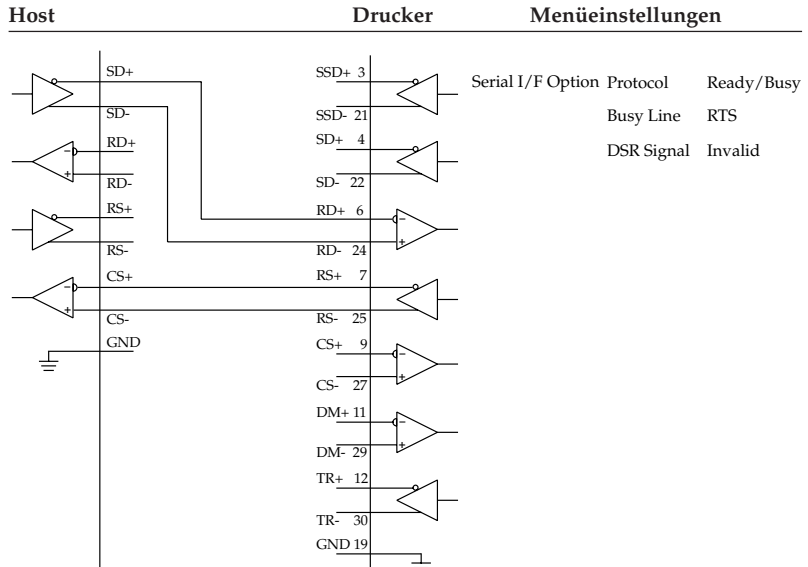 Host Drucker Menüeinstellungen
SD+ SSD+ 3 Serial I/F Option Protocol Ready/Busy
SD- SSD- 21 Busy Line RTS
RD+ SD+ 4 DSR Signal Invalid
RD- SD- 22
RS+ RD+ 6
RS- RD- 24
CS+ RS+ 7
CS- RS- 25
GND CS+ 9
CS- 27
DM+ 11
DM- 29
TR+ 12
TR- 30
GND 19